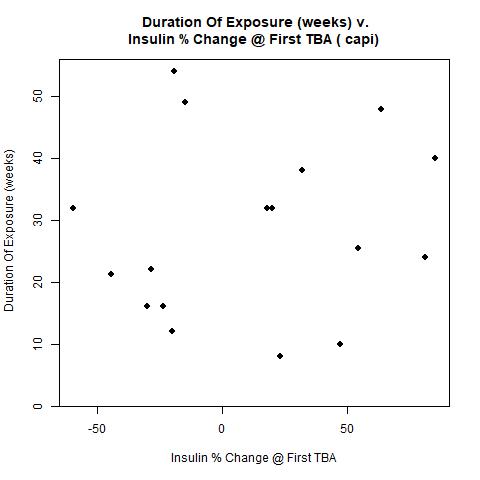 Duration Of Exposure (weeks) v.
Insulin % Change @ First TBA ( capi)
Duration Of Exposure (weeks)
50
40
30
20
10
0
-50 0 50
Insulin % Change @ First TBA